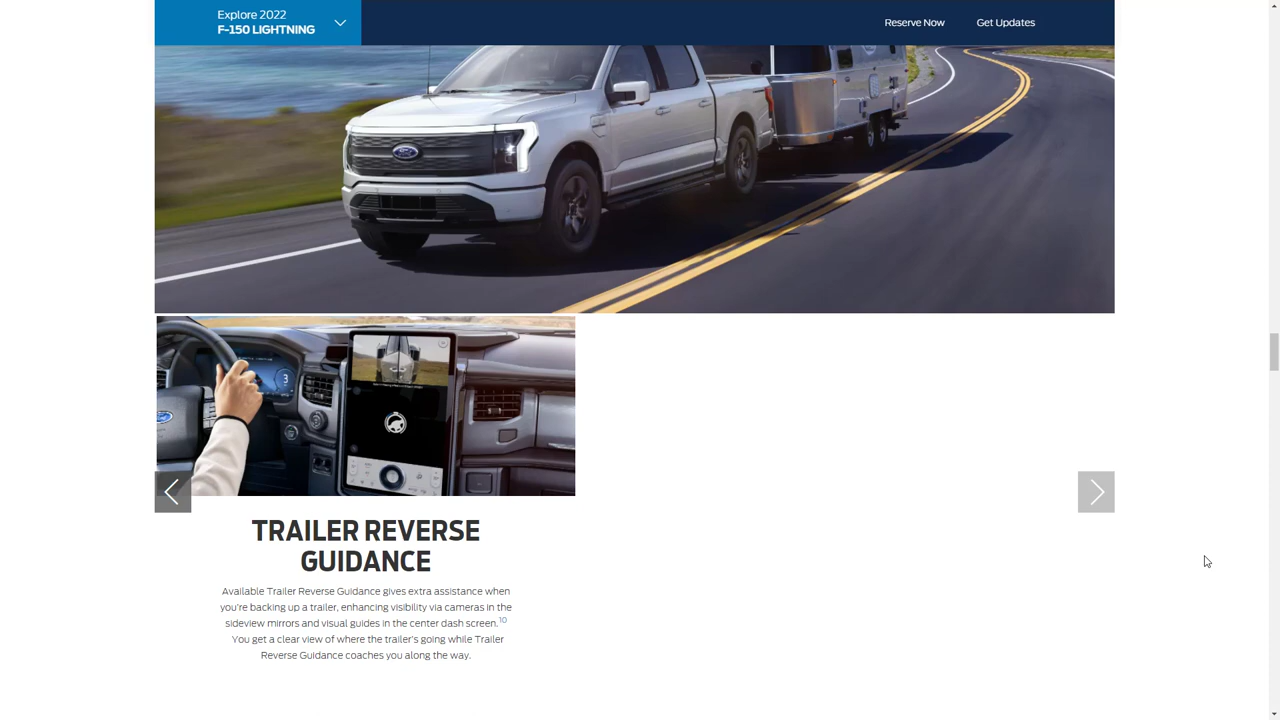 Explore 2022
F-150 LIGHTNING
Reserve Now
Get Updates
Ford
3
Ford
TRAILER REVERSE
GUIDANCE
Available Trailer Reverse Guidance gives extra assistance when
you're backing up a trailer, enhancing visibility via cameras in the
sideview mirrors and visual guides in the center dash screen.10
You get a clear view of where the trailer's going while Trailer
Reverse Guidance coaches you along the way.